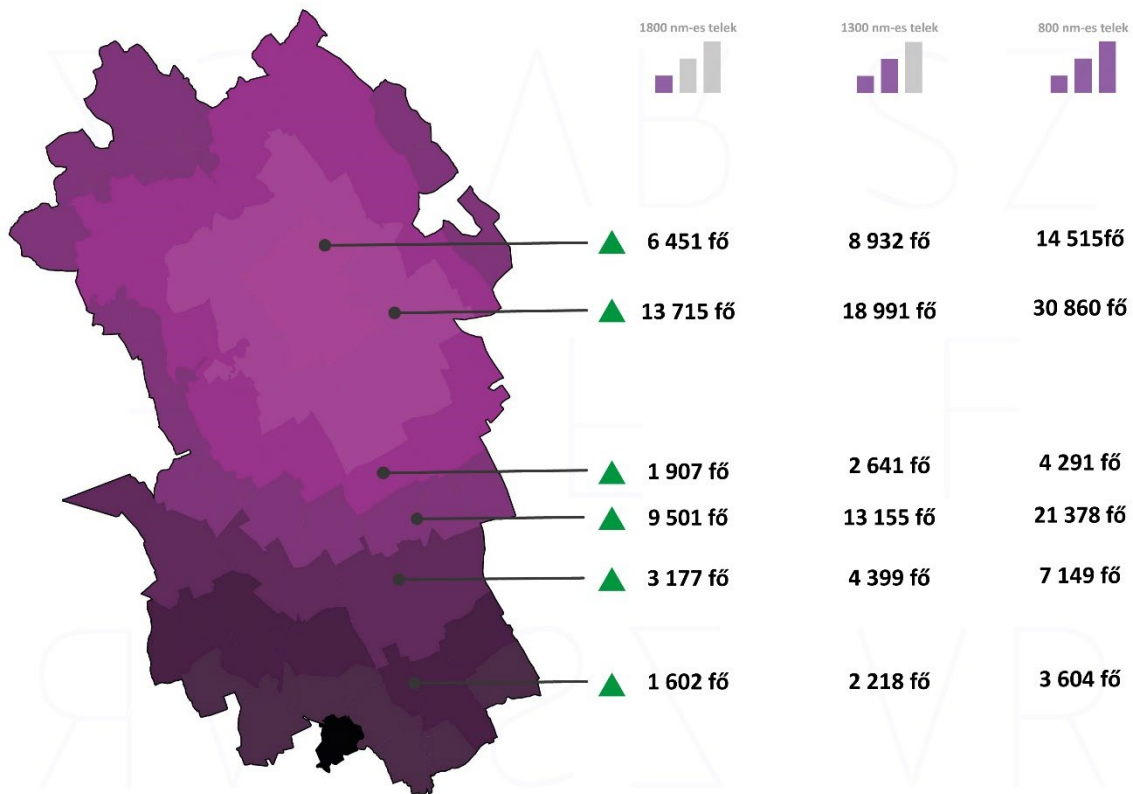 1800 nm-es telek 1300 nm-es telek 800 nm-es telek
6 451 fő 8 932 fő 14 515fő
13 715 fő 18 991 fő 30 860 fő
1 907 fő 2 641 fő 4 291 fő
9 501 fő 13 155 fő 21 378 fő
3 177 fő 4 399 fő 7 149 fő
1 602 fő 2 218 fő 3 604 fő